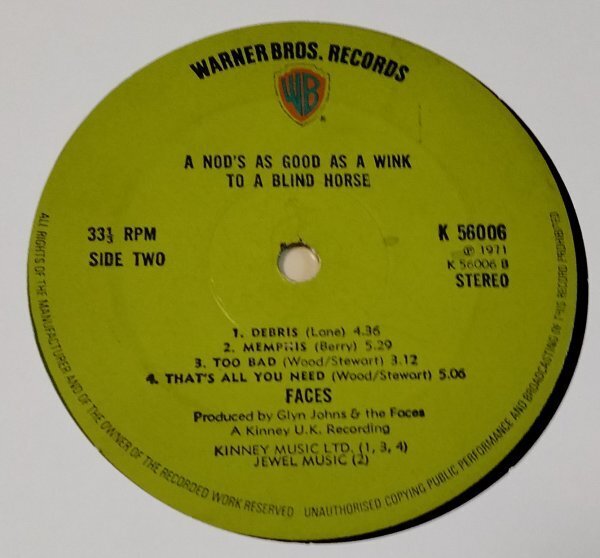 WARNER BROS. RECORDS
WB
®
A NOD'S AS GOOD AS A WINK
TO A BLIND HORSE
33⅓ RPM
SIDE TWO
K 56006
℗ 1971
K 56006 B
STEREO
1. DEBRIS (Lane) 4.36
2. MEMPHIS (Berry) 5.29
3. TOO BAD (Wood/Stewart) 3.12
4. THAT'S ALL YOU NEED (Wood/Stewart) 5.06
FACES
Produced by Glyn Johns & the Faces
A Kinney U.K. Recording
KINNEY MUSIC LTD. (1, 3, 4)
JEWEL MUSIC (2)
ALL RIGHTS OF THE MANUFACTURER AND OF THE OWNER OF THE RECORDED WORK RESERVED UNAUTHORISED COPYING PUBLIC PERFORMANCE AND BROADCASTING OF THIS RECORD PROHIBITED